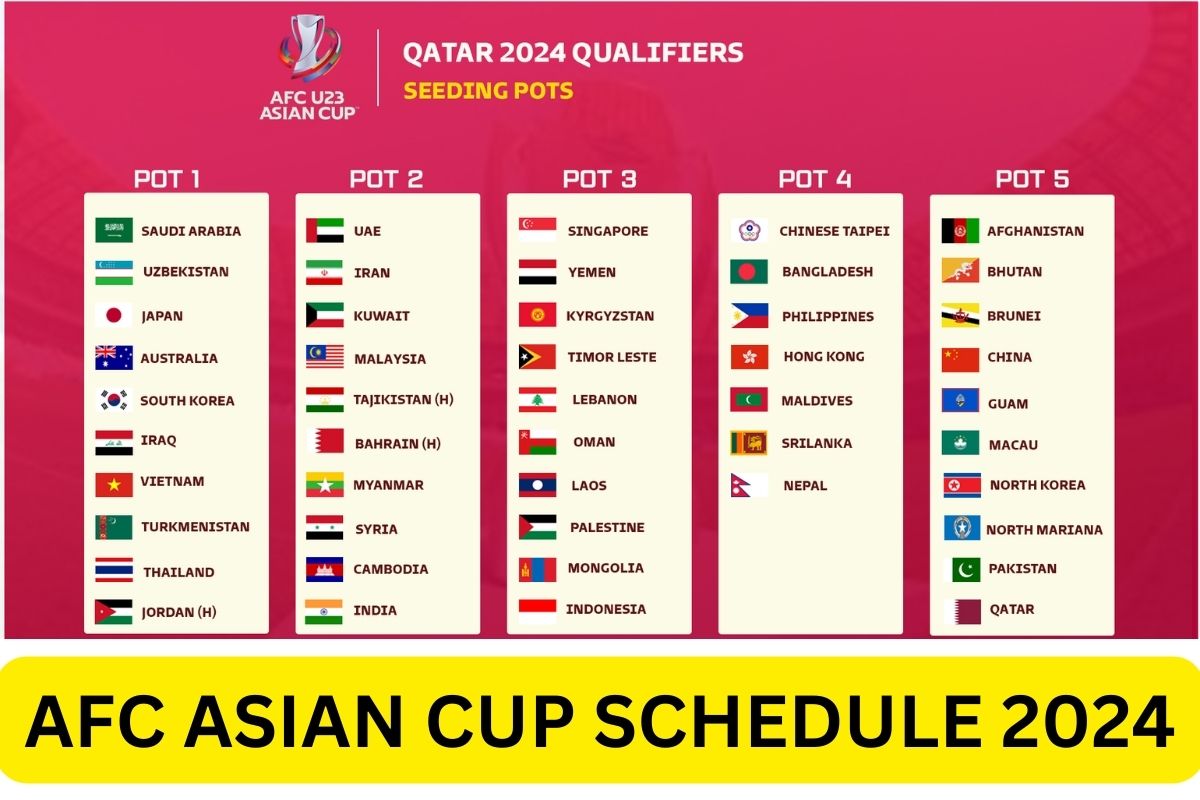 AFC U23
ASIAN CUP
QATAR 2024 QUALIFIERS
SEEDING POTS
POT 1
SAUDI ARABIA
UZBEKISTAN
JAPAN
AUSTRALIA
SOUTH KOREA
IRAQ
VIETNAM
TURKMENISTAN
THAILAND
JORDAN (H)
POT 2
UAE
IRAN
KUWAIT
MALAYSIA
TAJIKISTAN (H)
BAHRAIN (H)
MYANMAR
SYRIA
CAMBODIA
INDIA
POT 3
SINGAPORE
YEMEN
KYRGYZSTAN
TIMOR LESTE
LEBANON
OMAN
LAOS
PALESTINE
MONGOLIA
INDONESIA
POT 4
CHINESE TAIPEI
BANGLADESH
PHILIPPINES
HONG KONG
MALDIVES
SRILANKA
NEPAL
POT 5
AFGHANISTAN
BHUTAN
BRUNEI
CHINA
GUAM
MACAU
NORTH KOREA
NORTH MARIANA
PAKISTAN
QATAR
AFC ASIAN CUP SCHEDULE 2024